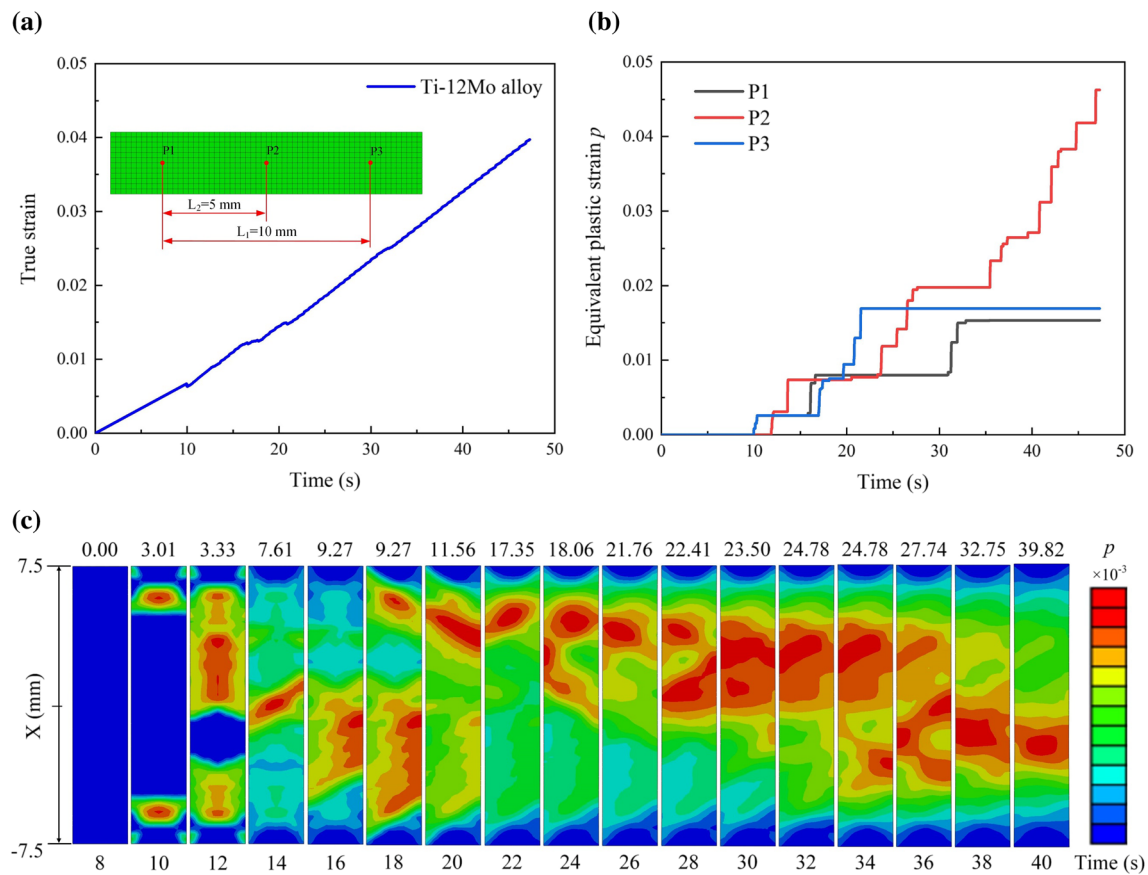 (a)
0.05
0.04
0.03
0.02
0.01
0.00
True strain
Ti-12Mo alloy
P1 P2 P3
L₂=5 mm
L₁=10 mm
0 10 20 30 40 50
Time (s)
(b)
0.05
0.04
0.03
0.02
0.01
0.00
Equivalent plastic strain p
P1
P2
P3
0 10 20 30 40 50
Time (s)
(c)
0.00 3.01 3.33 7.61 9.27 9.27 11.56 17.35 18.06 21.76 22.41 23.50 24.78 24.78 27.74 32.75 39.82 p
7.5
×10⁻³
X (mm)
-7.5
8 10 12 14 16 18 20 22 24 26 28 30 32 34 36 38 40 Time (s)